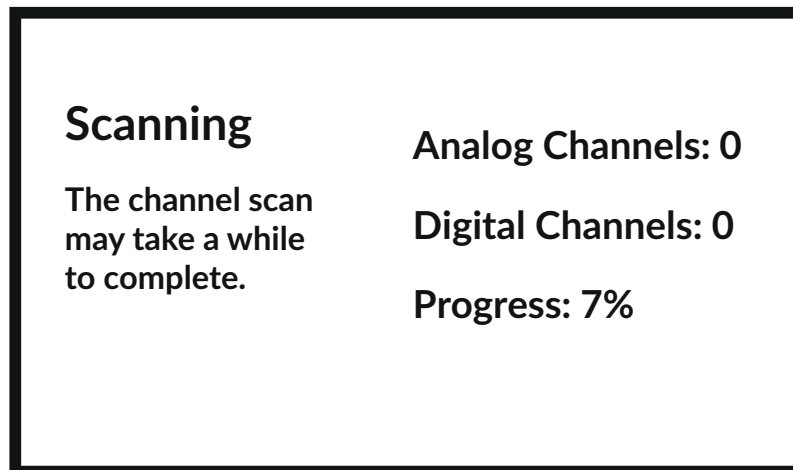 Scanning
The channel scan
may take a while
to complete.
Analog Channels: 0
Digital Channels: 0
Progress: 7%